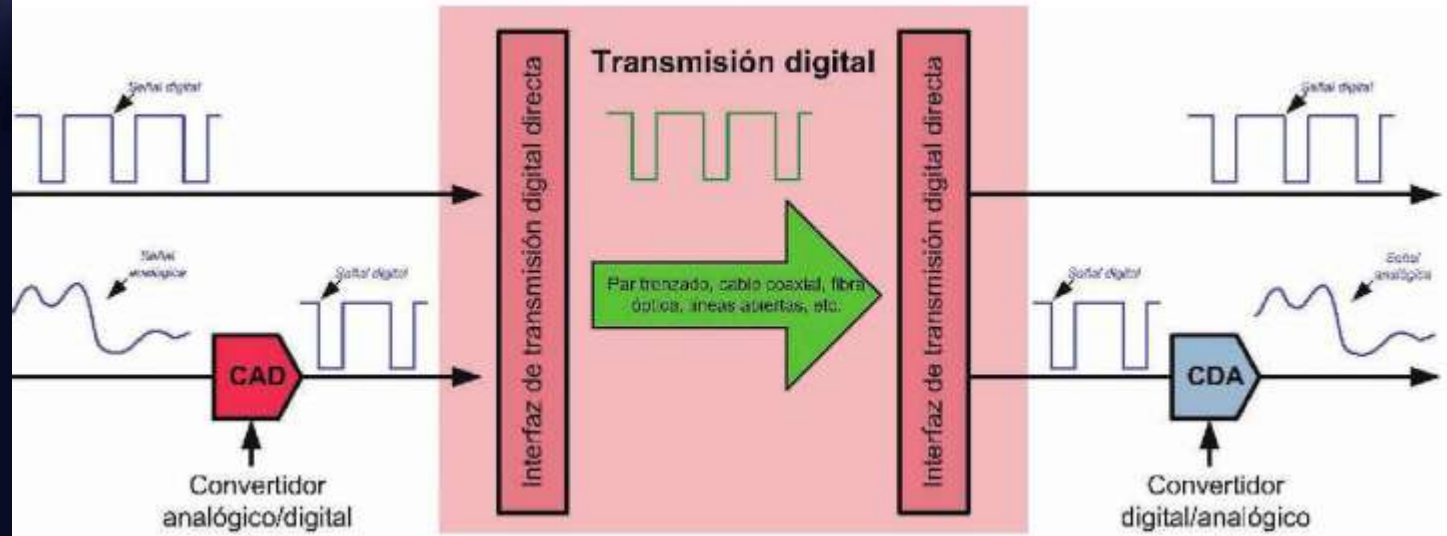 Transmisión digital
Señal digital
Señal
analógica
Señal digital
CAD
Convertidor
analógico/digital
Interfaz de transmisión digital directa
Par trenzado, cable coaxial, fibra
óptica, líneas abiertas, etc.
Interfaz de transmisión digital directa
Señal digital
Señal digital
Señal
analógica
CDA
Convertidor
digital/analógico